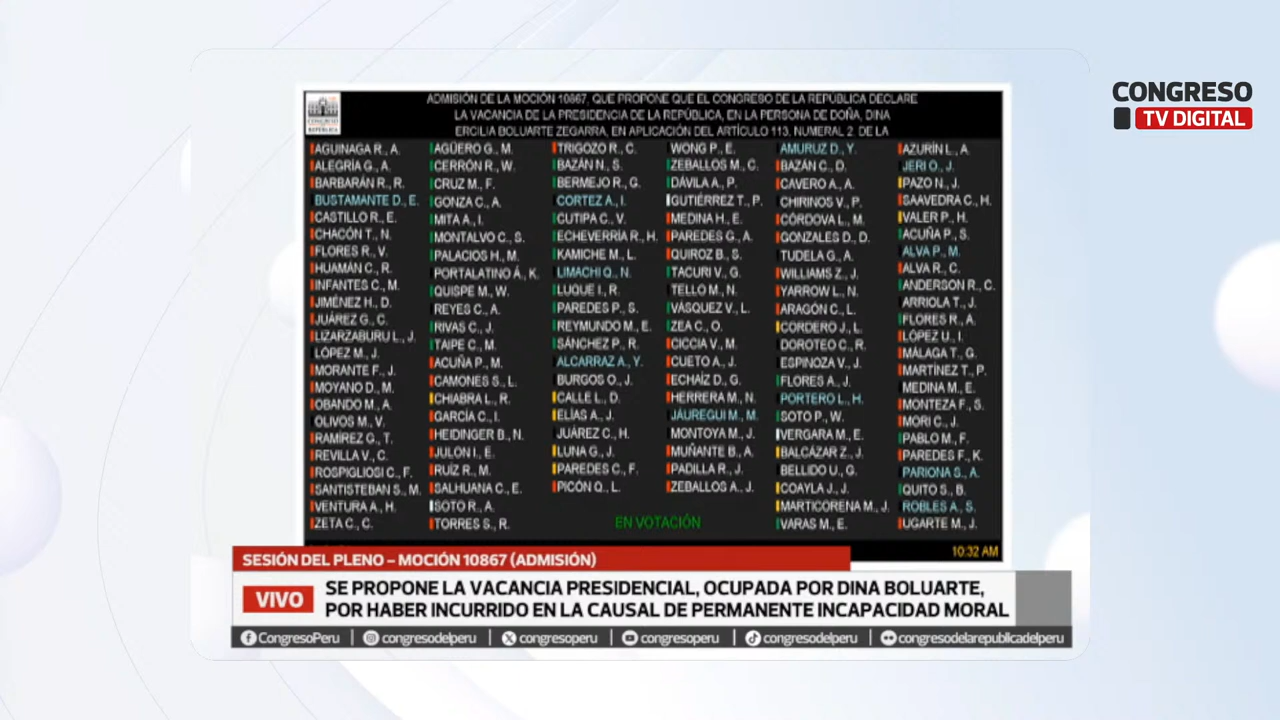 CONGRESO
TV DIGITAL
CONGRESO
REPÚBLICA
ADMISIÓN DE LA MOCIÓN 10867, QUE PROPONE QUE EL CONGRESO DE LA REPÚBLICA DECLARE
LA VACANCIA DE LA PRESIDENCIA DE LA REPÚBLICA, EN LA PERSONA DE DOÑA, DINA
ERCILIA BOLUARTE ZEGARRA, EN APLICACIÓN DEL ARTÍCULO 113, NUMERAL 2, DE LA
AGUINAGA R., A.
ALEGRÍA G., A.
BARBARÁN R., R.
BUSTAMANTE D., E.
CASTILLO R., E.
CHACÓN T., N.
FLORES R., V.
HUAMÁN C., R.
INFANTES C., M.
JIMÉNEZ H., D.
JUÁREZ G., C.
LIZARZABURU L., J.
LÓPEZ M., J.
MORANTE F., J.
MOYANO D., M.
OBANDO M., A.
OLIVOS M., V.
RAMÍREZ G., T.
REVILLA V., C.
ROSPIGLIOSI C., F.
SANTISTEBAN S., M.
VENTURA A., H.
ZETA C., C.
AGÜERO G., M.
CERRÓN R., W.
CRUZ M., F.
GONZA C., A.
MITA A., I.
MONTALVO C., S.
PALACIOS H., M.
PORTALATINO Á., K.
QUISPE M., W.
REYES C., A.
RIVAS C., J.
TAIPE C., M.
ACUÑA P., M.
CAMONES S., L.
CHIABRA L., R.
GARCÍA C., I.
HEIDINGER B., N.
JULON I., E.
RUÍZ R., M.
SALHUANA C., E.
SOTO R., A.
TORRES S., R.
TRIGOZO R., C.
BAZÁN N., S.
BERMEJO R., G.
CORTEZ A., I.
CUTIPA C., V.
ECHEVERRÍA R., H.
KAMICHE M., L.
LIMACHI Q., N.
LUQUE I., R.
PAREDES P., S.
REYMUNDO M., E.
SÁNCHEZ P., R.
ALCARRAZ A., Y.
BURGOS O., J.
CALLE L., D.
ELÍAS A., J.
JUÁREZ C., H.
LUNA G., J.
PAREDES C., F.
PICÓN Q., L.
WONG P., E.
ZEBALLOS M., C.
DÁVILA A., P.
GUTIÉRREZ T., P.
MEDINA H., E.
PAREDES G., A.
QUIROZ B., S.
TACURI V., G.
TELLO M., N.
VÁSQUEZ V., L.
ZEA C., O.
CICCIA V., M.
CUETO A., J.
ECHAÍZ D., G.
HERRERA M., N.
JÁUREGUI M., M.
MONTOYA M., J.
MUÑANTE B., A.
PADILLA R., J.
ZEBALLOS A., J.
AMURUZ D., Y.
BAZÁN C., D.
CAVERO A., A.
CHIRINOS V., P.
CÓRDOVA L., M.
GONZALES D., D.
TUDELA G., A.
WILLIAMS Z., J.
YARROW L., N.
ARAGÓN C., L.
CORDERO J., L.
DOROTEO C., R.
ESPINOZA V., J.
FLORES A., J.
PORTERO L., H.
SOTO P., W.
VERGARA M., E.
BALCÁZAR Z., J.
BELLIDO U., G.
COAYLA J., J.
MARTICORENA M., J.
VARAS M., E.
AZURÍN L., A.
JERI O., J.
PAZO N., J.
SAAVEDRA C., H.
VALER P., H.
ACUÑA P., S.
ALVA P., M.
ALVA R., C.
ANDERSON R., C.
ARRIOLA T., J.
FLORES R., A.
LÓPEZ U., I.
MÁLAGA T., G.
MARTÍNEZ T., P.
MEDINA M., E.
MONTEZA F., S.
MORI C., J.
PABLO M., F.
PAREDES F., K.
PARIONA S., A.
QUITO S., B.
ROBLES A., S.
UGARTE M., J.
EN VOTACIÓN
10:32 AM
SESIÓN DEL PLENO – MOCIÓN 10867 (ADMISIÓN)
VIVO
SE PROPONE LA VACANCIA PRESIDENCIAL, OCUPADA POR DINA BOLUARTE,
POR HABER INCURRIDO EN LA CAUSAL DE PERMANENTE INCAPACIDAD MORAL
CongresoPeru | congresodelperu | congresoperu | congresoperu | congresodelperu | congresodelarepublicadelperu